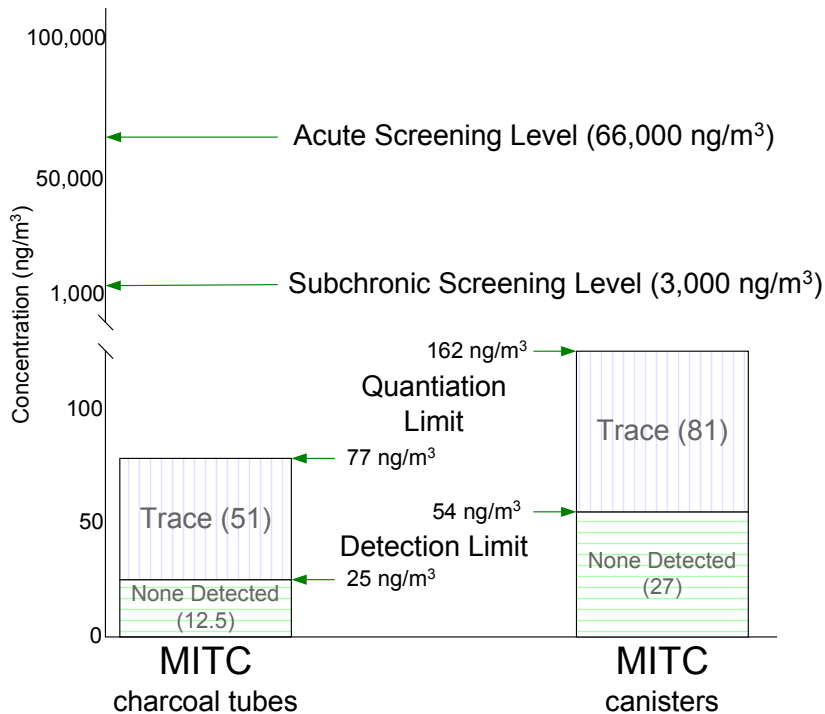 100,000
Acute Screening Level (66,000 ng/m³)
50,000
Concentration (ng/m³)
Subchronic Screening Level (3,000 ng/m³)
1,000
162 ng/m³
Quantiation
Limit
100
Trace (81)
77 ng/m³
Trace (51)
50
54 ng/m³
Detection Limit
None Detected
(27)
25 ng/m³
None Detected
(12.5)
0
MITC
charcoal tubes
MITC
canisters